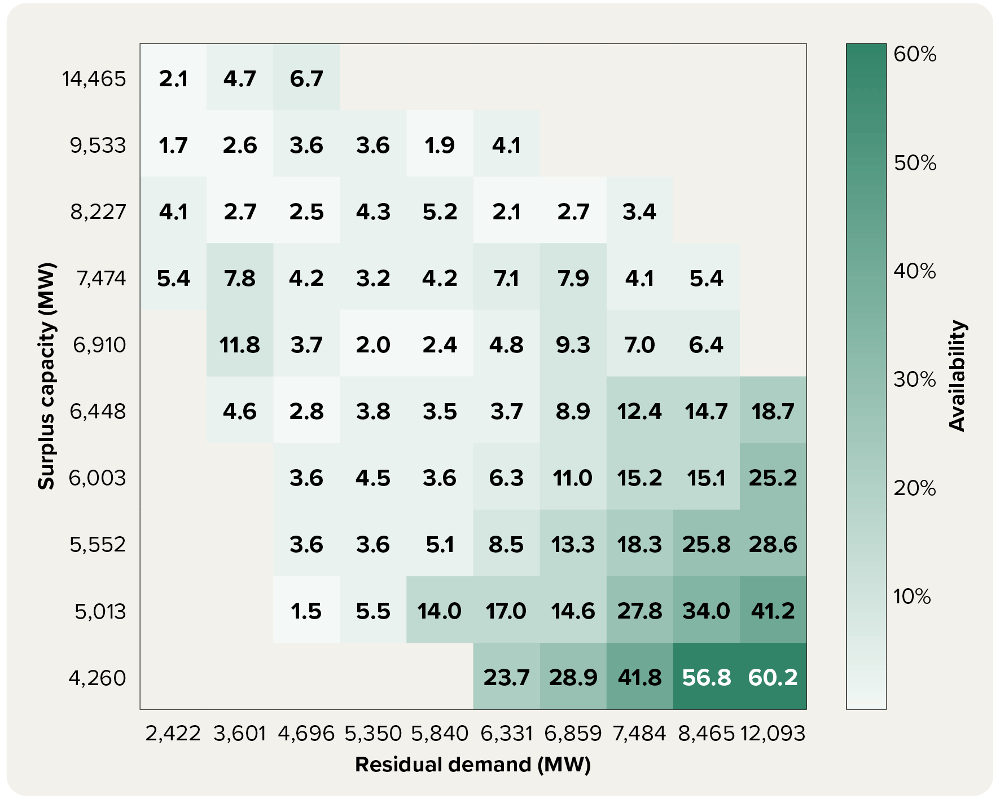 14,465 2.1 4.7 6.7
9,533 1.7 2.6 3.6 3.6 1.9 4.1
8,227 4.1 2.7 2.5 4.3 5.2 2.1 2.7 3.4
7,474 5.4 7.8 4.2 3.2 4.2 7.1 7.9 4.1 5.4
6,910 11.8 3.7 2.0 2.4 4.8 9.3 7.0 6.4
6,448 4.6 2.8 3.8 3.5 3.7 8.9 12.4 14.7 18.7
6,003 3.6 4.5 3.6 6.3 11.0 15.2 15.1 25.2
5,552 3.6 3.6 5.1 8.5 13.3 18.3 25.8 28.6
5,013 1.5 5.5 14.0 17.0 14.6 27.8 34.0 41.2
4,260 23.7 28.9 41.8 56.8 60.2
2,422 3,601 4,696 5,350 5,840 6,331 6,859 7,484 8,465 12,093
Residual demand (MW)
Surplus capacity (MW)
60%
50%
40%
30%
20%
10%
Availability